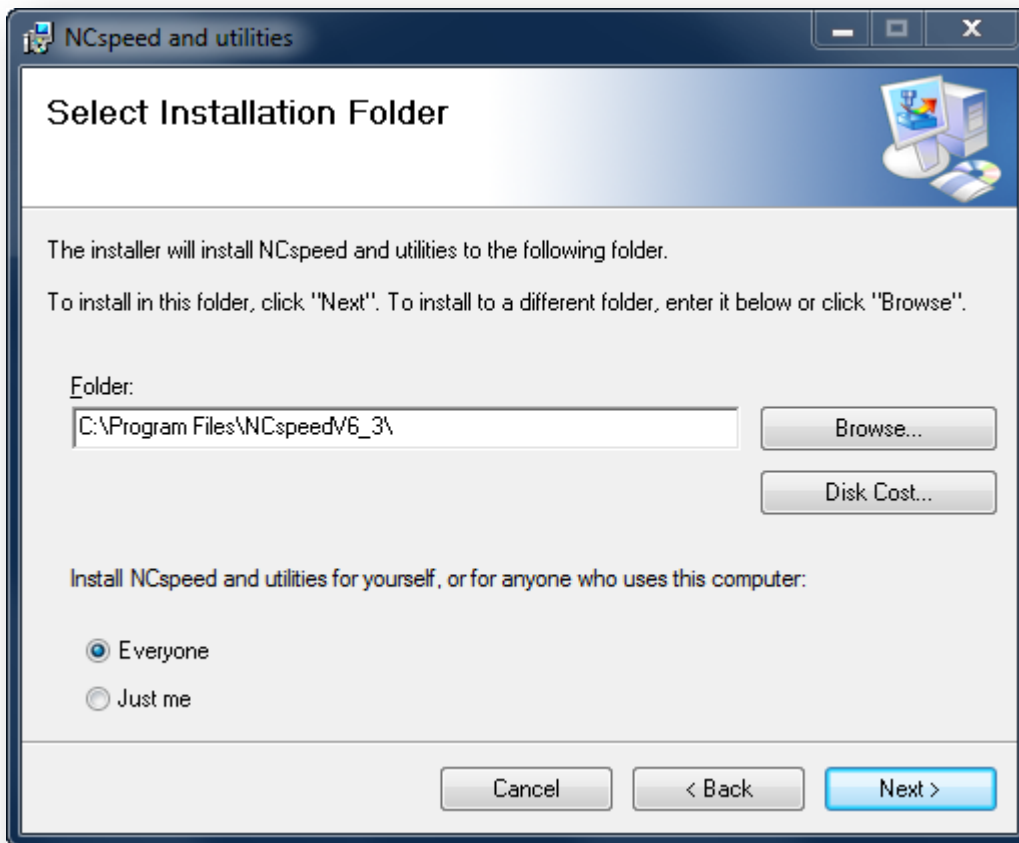 NCspeed and utilities
Select Installation Folder
The installer will install NCspeed and utilities to the following folder.
To install in this folder, click "Next". To install to a different folder, enter it below or click "Browse".
Folder:
C:\Program Files\NCspeedV6_3\
Browse...
Disk Cost...
Install NCspeed and utilities for yourself, or for anyone who uses this computer:
Everyone
Just me
Cancel
< Back
Next >